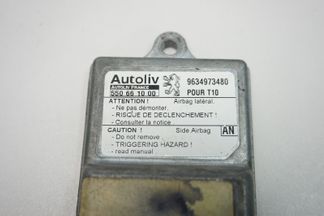 Autoliv
AUTOLIV FRANCE
550 66 10 00
9634973480
POUR T10
ATTENTION ! Airbag latéral.
- Ne pas démonter.
- RISQUE DE DECLENCHEMENT !
- Consulter la notice
CAUTION ! Side Airbag AN
- Do not remove.
- TRIGGERING HAZARD !
- read manual